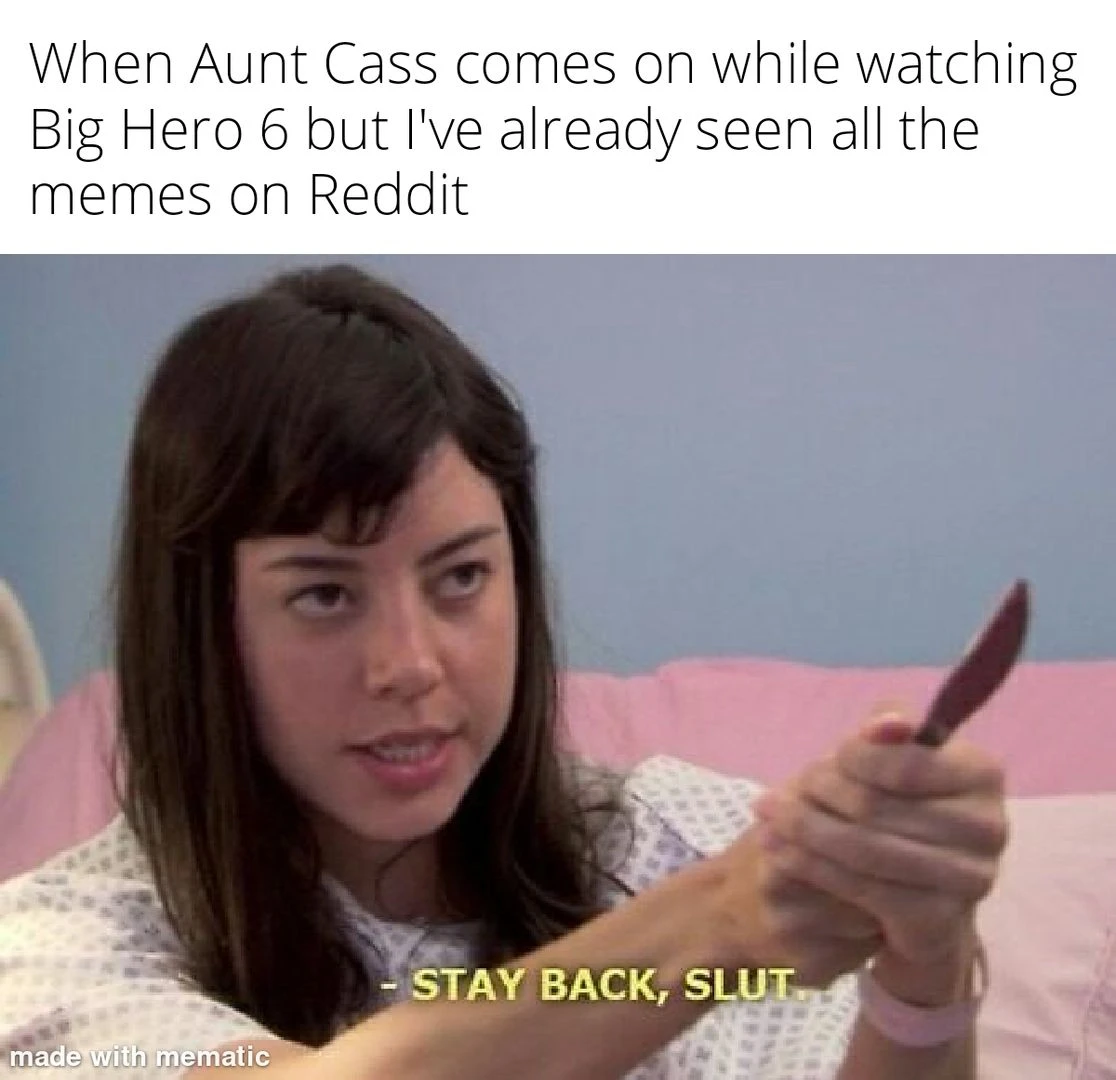 When Aunt Cass comes on while watching
Big Hero 6 but I've already seen all the
memes on Reddit
- STAY BACK, SLUT.
made with mematic